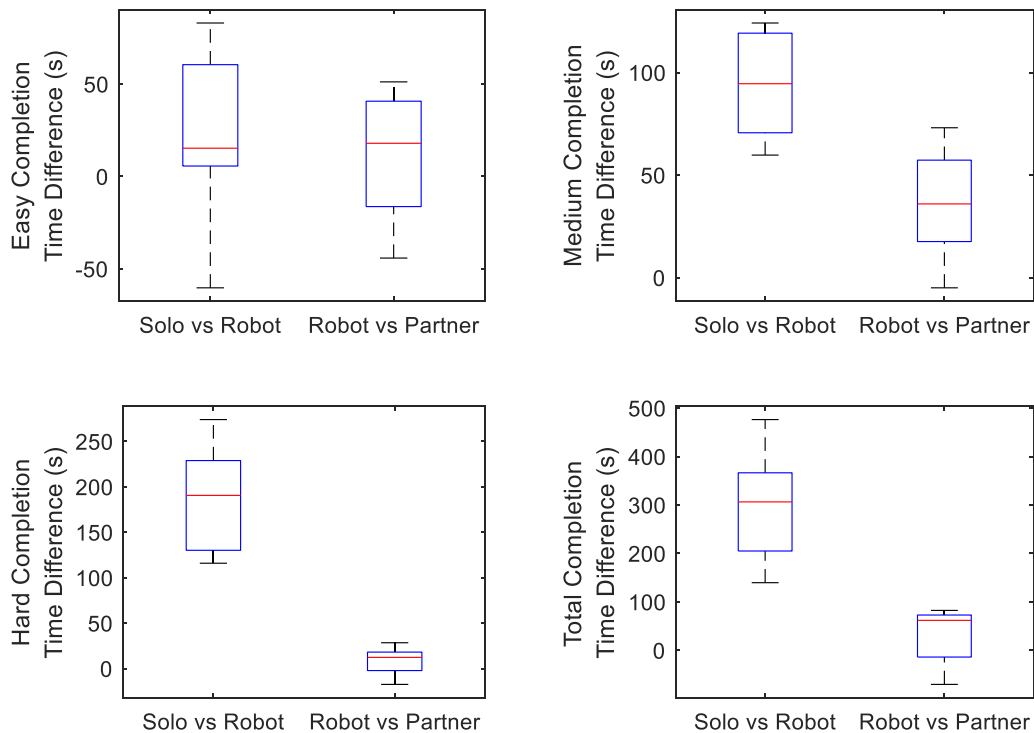 Easy Completion
Time Difference (s)
50
0
-50
Solo vs Robot
Robot vs Partner
Medium Completion
Time Difference (s)
100
50
0
Solo vs Robot
Robot vs Partner
Hard Completion
Time Difference (s)
250
200
150
100
50
0
Solo vs Robot
Robot vs Partner
Total Completion
Time Difference (s)
500
400
300
200
100
0
Solo vs Robot
Robot vs Partner